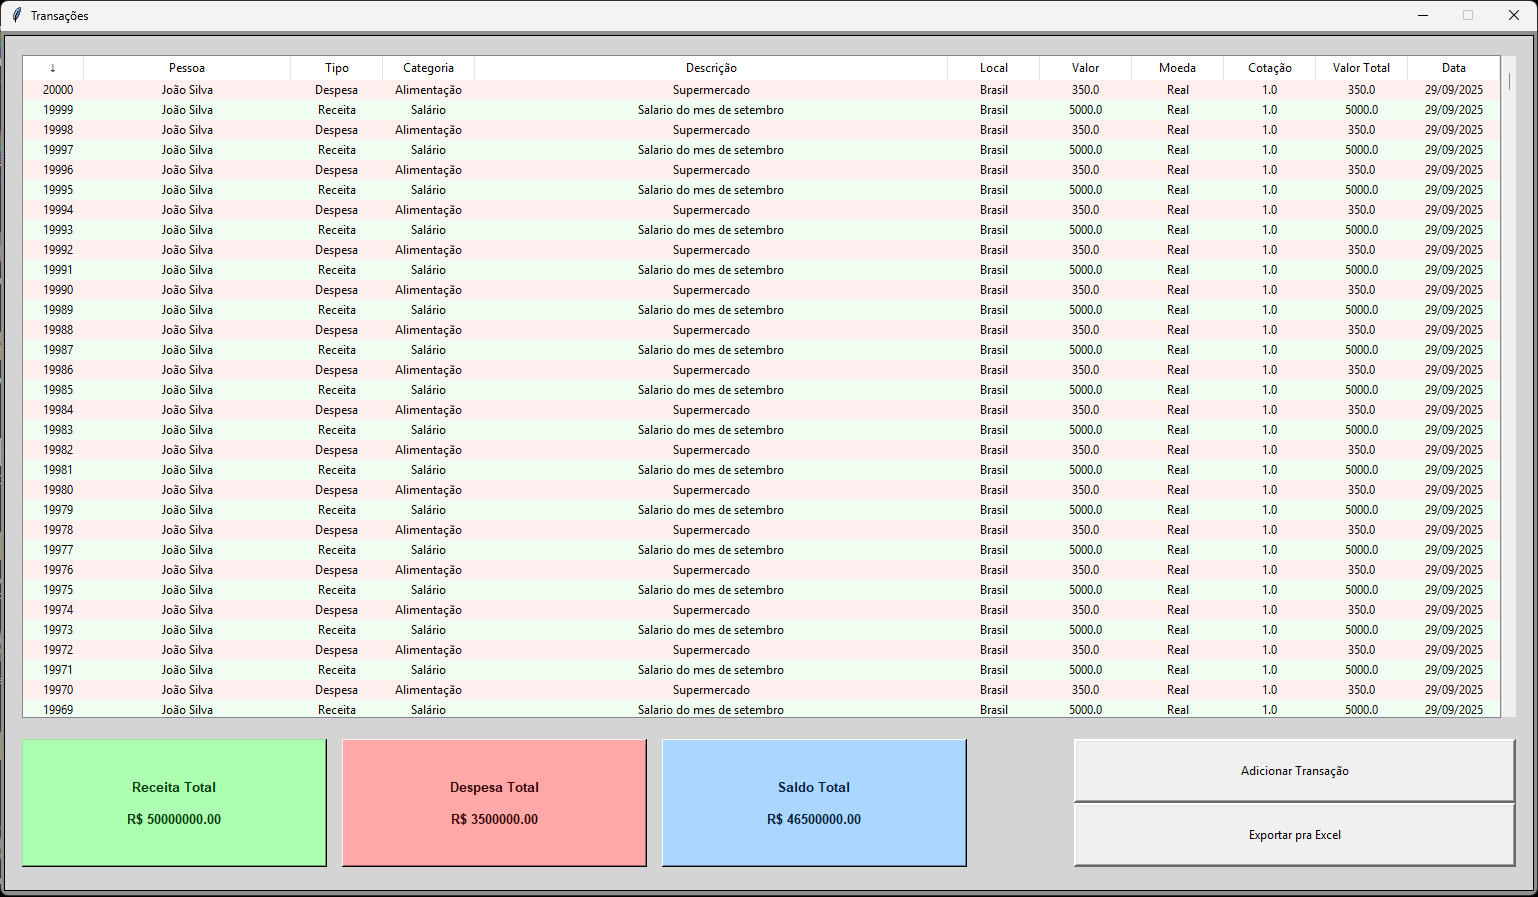 Transações
↓ Pessoa Tipo Categoria Descrição Local Valor Moeda Cotação Valor Total Data
20000 João Silva Despesa Alimentação Supermercado Brasil 350.0 Real 1.0 350.0 29/09/2025
19999 João Silva Receita Salário Salario do mes de setembro Brasil 5000.0 Real 1.0 5000.0 29/09/2025
19998 João Silva Despesa Alimentação Supermercado Brasil 350.0 Real 1.0 350.0 29/09/2025
19997 João Silva Receita Salário Salario do mes de setembro Brasil 5000.0 Real 1.0 5000.0 29/09/2025
19996 João Silva Despesa Alimentação Supermercado Brasil 350.0 Real 1.0 350.0 29/09/2025
19995 João Silva Receita Salário Salario do mes de setembro Brasil 5000.0 Real 1.0 5000.0 29/09/2025
19994 João Silva Despesa Alimentação Supermercado Brasil 350.0 Real 1.0 350.0 29/09/2025
19993 João Silva Receita Salário Salario do mes de setembro Brasil 5000.0 Real 1.0 5000.0 29/09/2025
19992 João Silva Despesa Alimentação Supermercado Brasil 350.0 Real 1.0 350.0 29/09/2025
19991 João Silva Receita Salário Salario do mes de setembro Brasil 5000.0 Real 1.0 5000.0 29/09/2025
19990 João Silva Despesa Alimentação Supermercado Brasil 350.0 Real 1.0 350.0 29/09/2025
19989 João Silva Receita Salário Salario do mes de setembro Brasil 5000.0 Real 1.0 5000.0 29/09/2025
19988 João Silva Despesa Alimentação Supermercado Brasil 350.0 Real 1.0 350.0 29/09/2025
19987 João Silva Receita Salário Salario do mes de setembro Brasil 5000.0 Real 1.0 5000.0 29/09/2025
19986 João Silva Despesa Alimentação Supermercado Brasil 350.0 Real 1.0 350.0 29/09/2025
19985 João Silva Receita Salário Salario do mes de setembro Brasil 5000.0 Real 1.0 5000.0 29/09/2025
19984 João Silva Despesa Alimentação Supermercado Brasil 350.0 Real 1.0 350.0 29/09/2025
19983 João Silva Receita Salário Salario do mes de setembro Brasil 5000.0 Real 1.0 5000.0 29/09/2025
19982 João Silva Despesa Alimentação Supermercado Brasil 350.0 Real 1.0 350.0 29/09/2025
19981 João Silva Receita Salário Salario do mes de setembro Brasil 5000.0 Real 1.0 5000.0 29/09/2025
19980 João Silva Despesa Alimentação Supermercado Brasil 350.0 Real 1.0 350.0 29/09/2025
19979 João Silva Receita Salário Salario do mes de setembro Brasil 5000.0 Real 1.0 5000.0 29/09/2025
19978 João Silva Despesa Alimentação Supermercado Brasil 350.0 Real 1.0 350.0 29/09/2025
19977 João Silva Receita Salário Salario do mes de setembro Brasil 5000.0 Real 1.0 5000.0 29/09/2025
19976 João Silva Despesa Alimentação Supermercado Brasil 350.0 Real 1.0 350.0 29/09/2025
19975 João Silva Receita Salário Salario do mes de setembro Brasil 5000.0 Real 1.0 5000.0 29/09/2025
19974 João Silva Despesa Alimentação Supermercado Brasil 350.0 Real 1.0 350.0 29/09/2025
19973 João Silva Receita Salário Salario do mes de setembro Brasil 5000.0 Real 1.0 5000.0 29/09/2025
19972 João Silva Despesa Alimentação Supermercado Brasil 350.0 Real 1.0 350.0 29/09/2025
19971 João Silva Receita Salário Salario do mes de setembro Brasil 5000.0 Real 1.0 5000.0 29/09/2025
19970 João Silva Despesa Alimentação Supermercado Brasil 350.0 Real 1.0 350.0 29/09/2025
19969 João Silva Receita Salário Salario do mes de setembro Brasil 5000.0 Real 1.0 5000.0 29/09/2025
Receita Total
R$ 50000000.00
Despesa Total
R$ 3500000.00
Saldo Total
R$ 46500000.00
Adicionar Transação
Exportar pra Excel